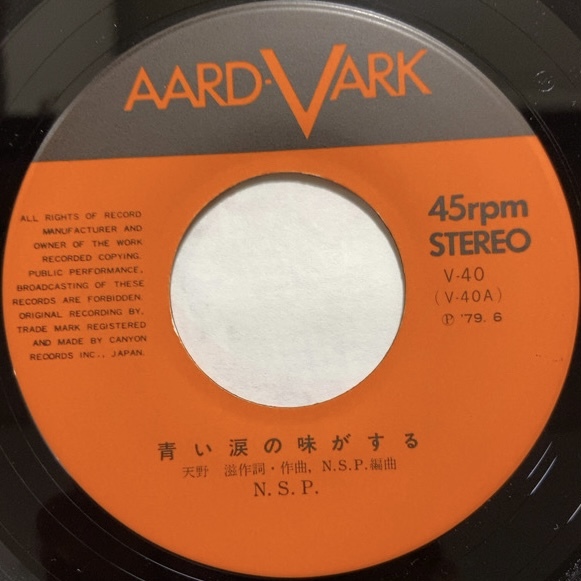 AARD-VARK
ALL RIGHTS OF RECORD
MANUFACTURER AND
OWNER OF THE WORK
RECORDED COPYING.
PUBLIC PERFORMANCE,
BROADCASTING OF THESE
RECORDS ARE FORBIDDEN.
ORIGINAL RECORDING BY,
TRADE MARK REGISTERED
AND MADE BY CANYON
RECORDS INC., JAPAN.
45rpm
STEREO
V-40
(V-40A)
Ⓟ '79. 6
青い涙の味がする
天野 滋作詞・作曲, N.S.P.編曲
N.S.P.